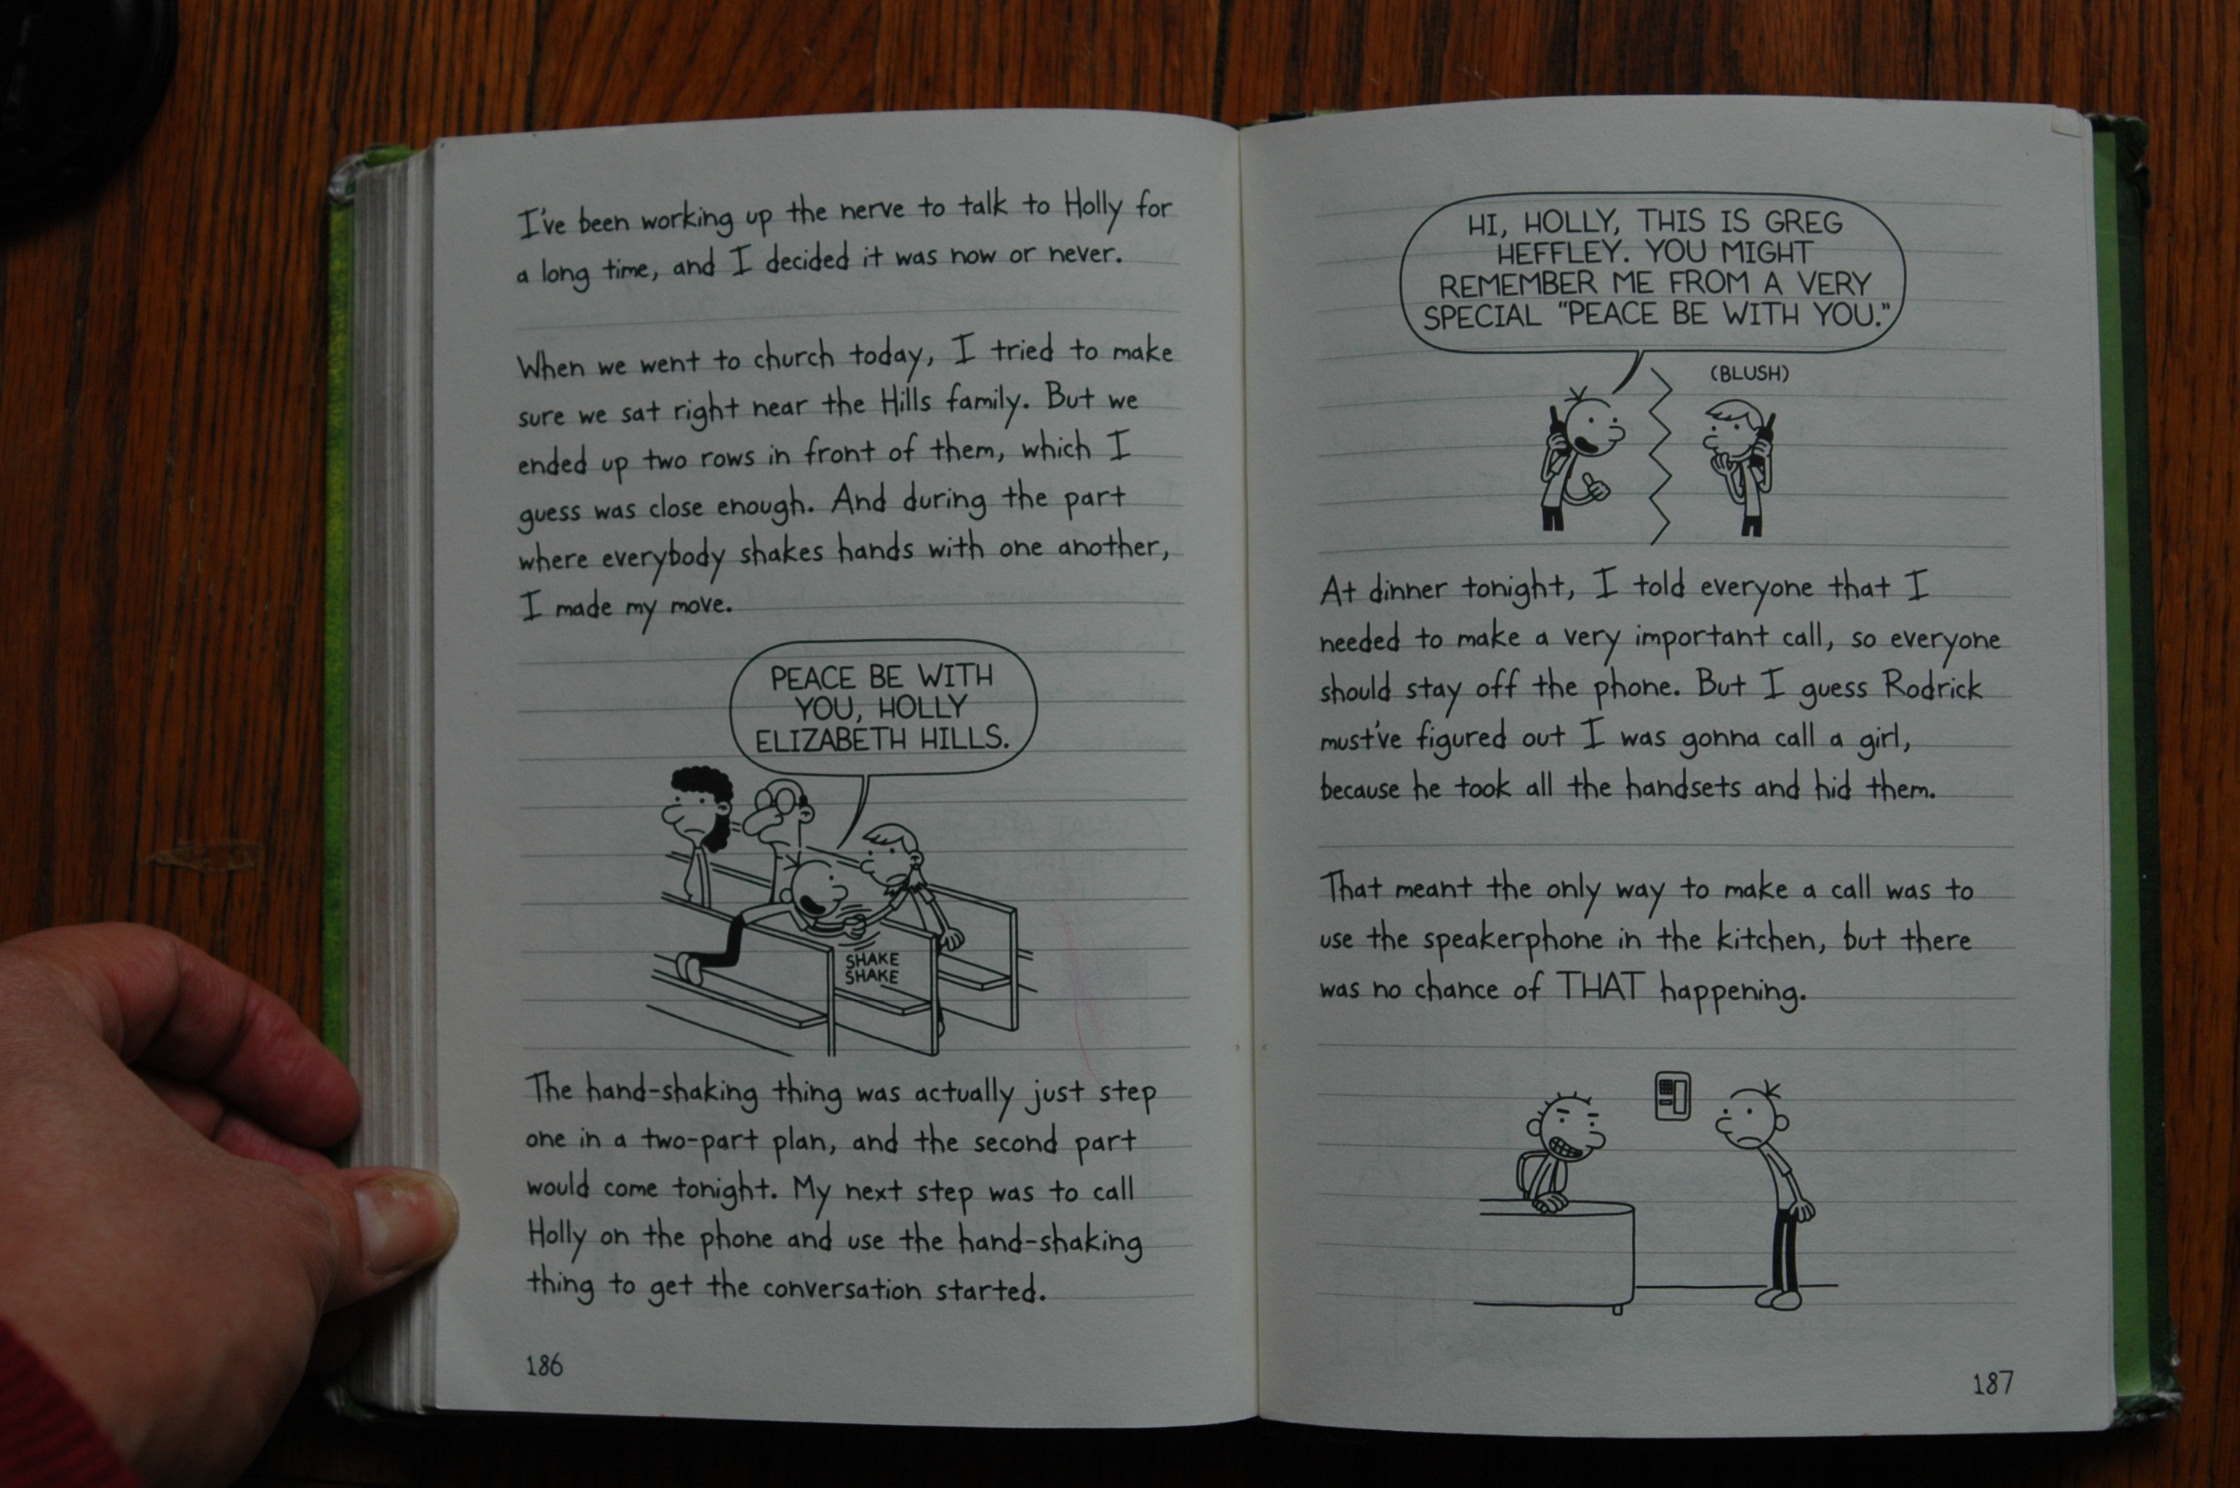 I've been working up the nerve to talk to Holly for
a long time, and I decided it was now or never.
When we went to church today, I tried to make
sure we sat right near the Hills family. But we
ended up two rows in front of them, which I
guess was close enough. And during the part
where everybody shakes hands with one another,
I made my move.
PEACE BE WITH
YOU, HOLLY
ELIZABETH HILLS.
SHAKE
SHAKE
The hand-shaking thing was actually just step
one in a two-part plan, and the second part
would come tonight. My next step was to call
Holly on the phone and use the hand-shaking
thing to get the conversation started.
186
HI, HOLLY, THIS IS GREG
HEFFLEY. YOU MIGHT
REMEMBER ME FROM A VERY
SPECIAL "PEACE BE WITH YOU."
(BLUSH)
At dinner tonight, I told everyone that I
needed to make a very important call, so everyone
should stay off the phone. But I guess Rodrick
must've figured out I was gonna call a girl,
because he took all the handsets and hid them.
That meant the only way to make a call was to
use the speakerphone in the kitchen, but there
was no chance of THAT happening.
187